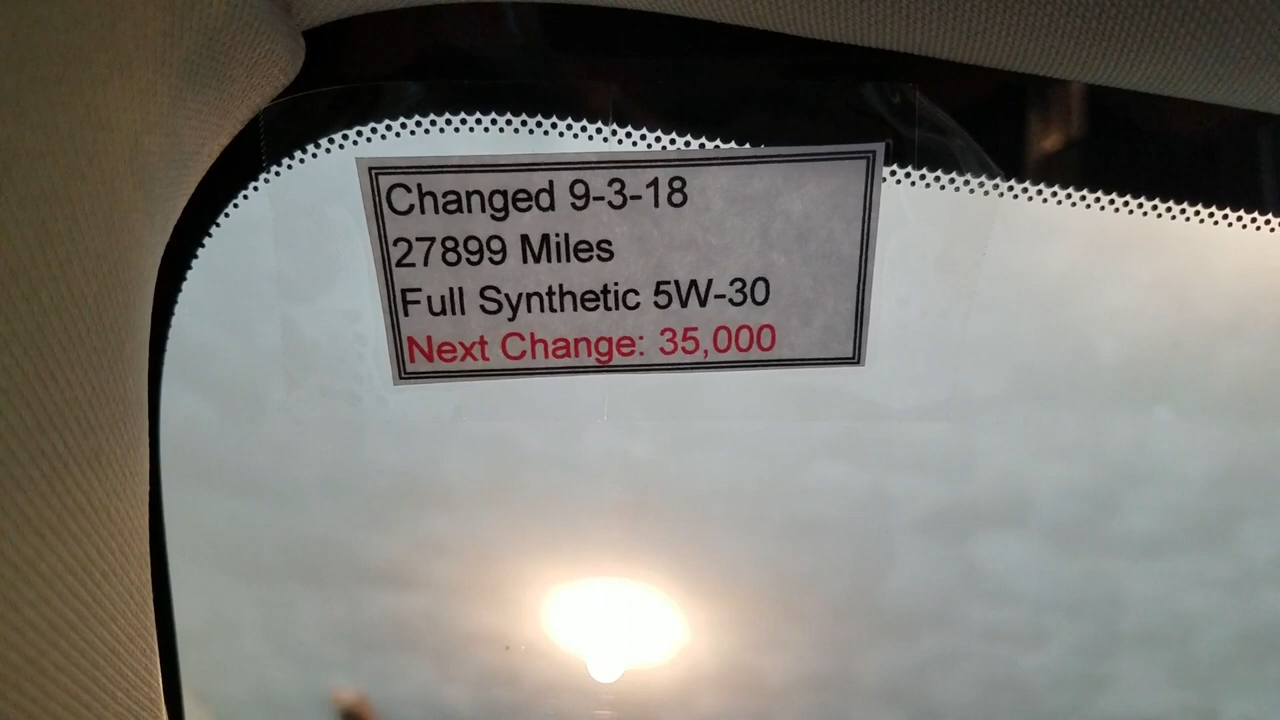 Changed 9-3-18
27899 Miles
Full Synthetic 5W-30
Next Change: 35,000